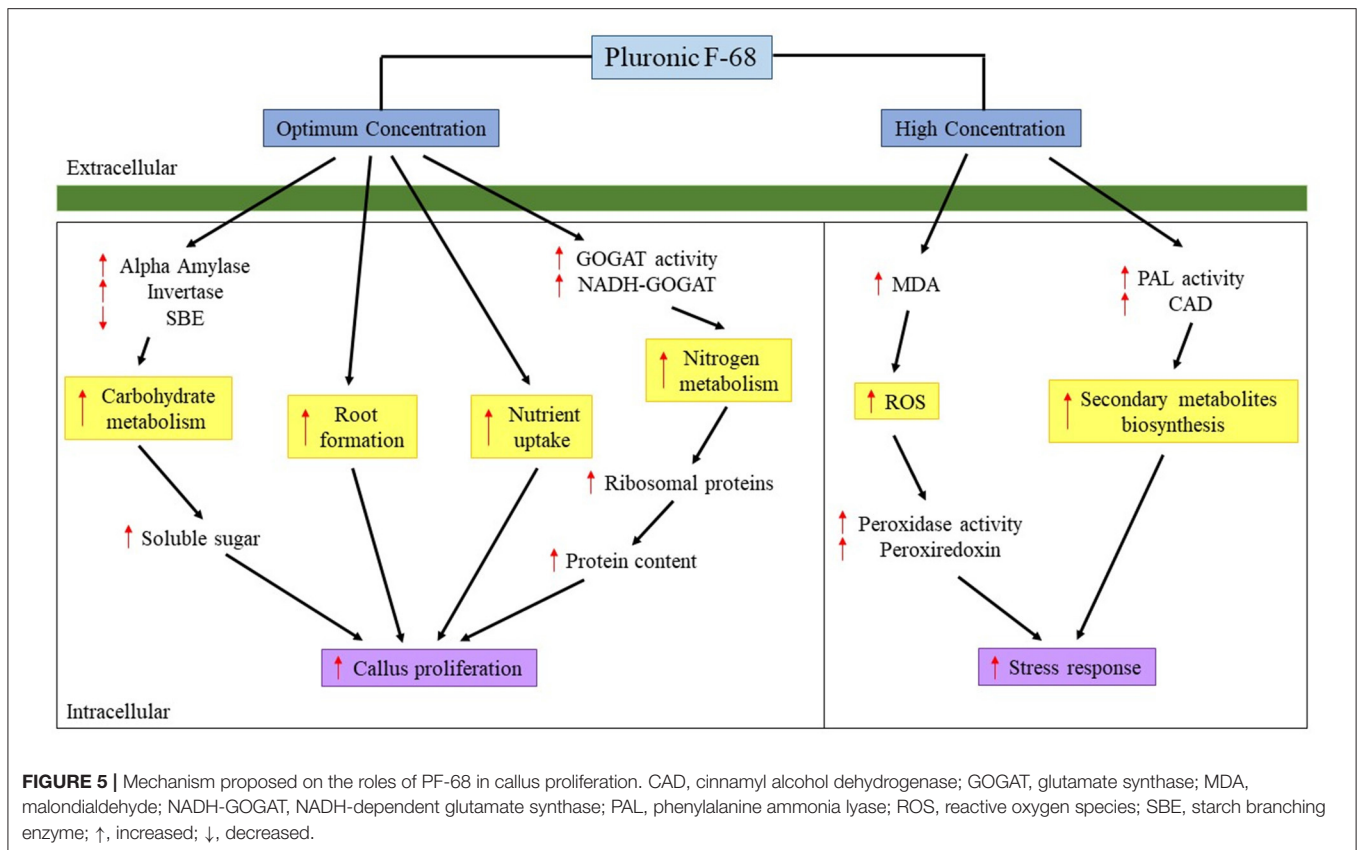 Pluronic F-68
Optimum Concentration
High Concentration
Extracellular
↑ Alpha Amylase
↑ Invertase
↓ SBE
↑ GOGAT activity
↑ NADH-GOGAT
↑ MDA
↑ PAL activity
↑ CAD
↑ Carbohydrate
metabolism
↑ Root
formation
↑ Nutrient
uptake
↑ Nitrogen
metabolism
↑ ROS
↑ Secondary metabolites
biosynthesis
↑ Soluble sugar
↑ Ribosomal proteins
↑ Protein content
↑ Peroxidase activity
↑ Peroxiredoxin
↑ Callus proliferation
↑ Stress response
Intracellular
FIGURE 5 | Mechanism proposed on the roles of PF-68 in callus proliferation. CAD, cinnamyl alcohol dehydrogenase; GOGAT, glutamate synthase; MDA,
malondialdehyde; NADH-GOGAT, NADH-dependent glutamate synthase; PAL, phenylalanine ammonia lyase; ROS, reactive oxygen species; SBE, starch branching
enzyme; ↑, increased; ↓, decreased.